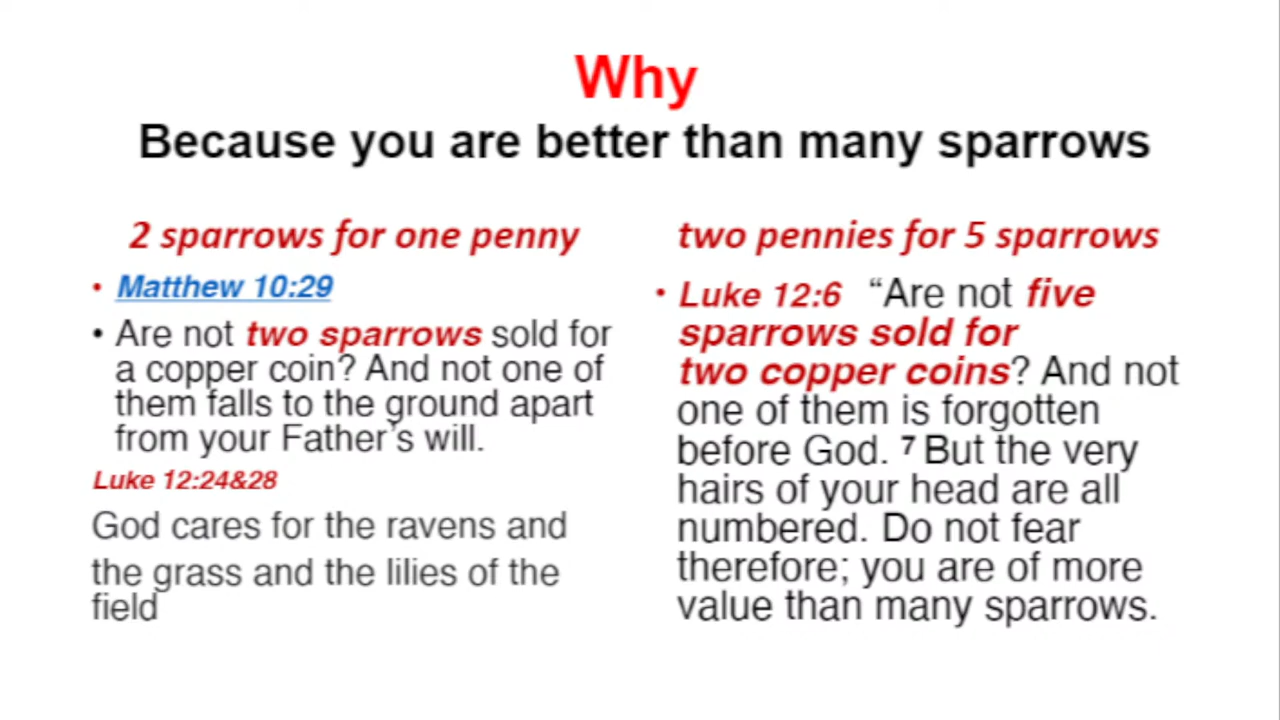 Why
Because you are better than many sparrows
2 sparrows for one penny
• Matthew 10:29
• Are not two sparrows sold for
a copper coin? And not one of
them falls to the ground apart
from your Father's will.
Luke 12:24&28
God cares for the ravens and
the grass and the lilies of the
field
two pennies for 5 sparrows
• Luke 12:6 “Are not five
sparrows sold for
two copper coins? And not
one of them is forgotten
before God. 7 But the very
hairs of your head are all
numbered. Do not fear
therefore; you are of more
value than many sparrows.